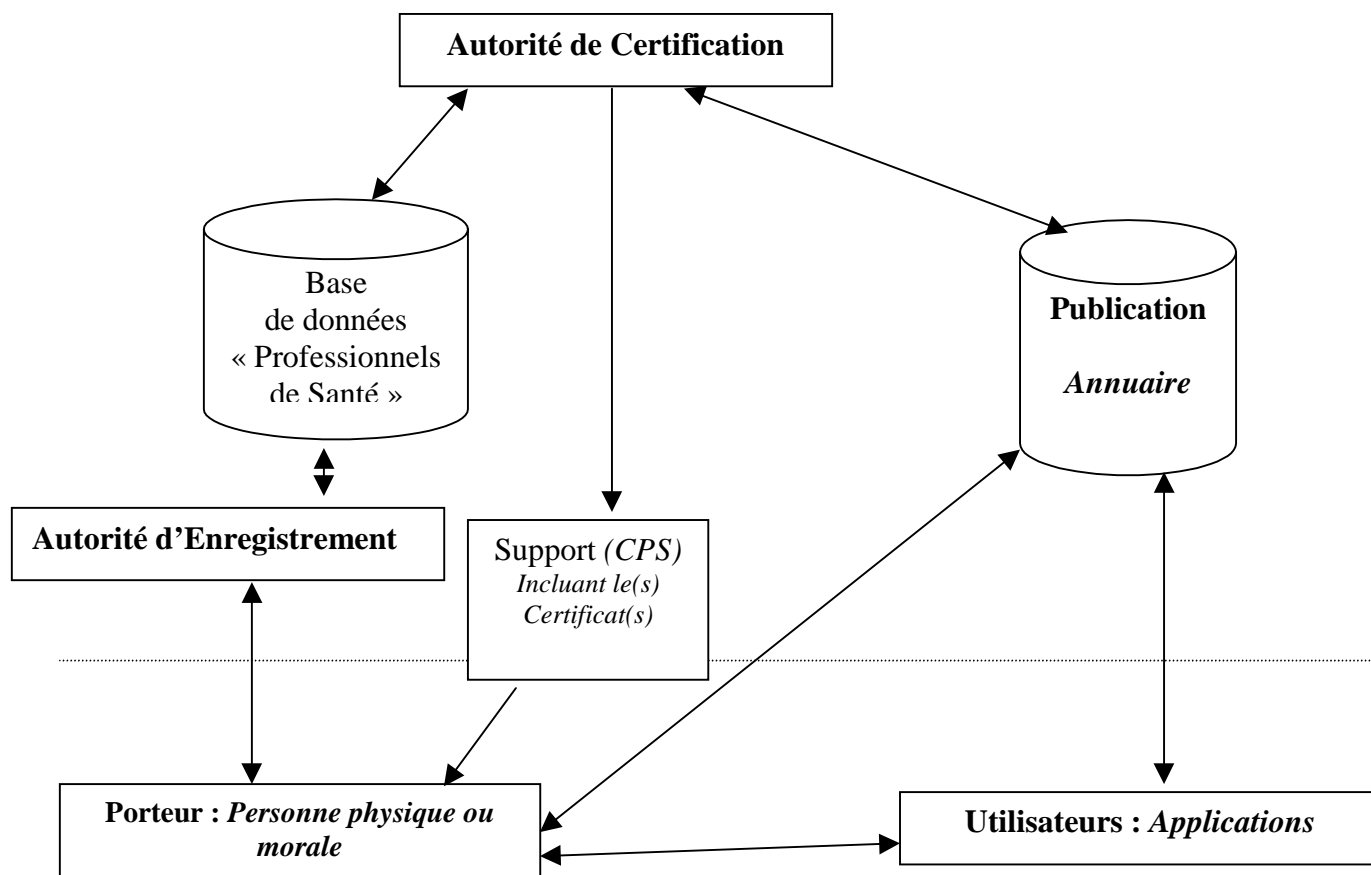 Autorité de Certification
Base
de données
« Professionnels
de Santé »
Publication
Annuaire
Autorité d’Enregistrement
Support (CPS)
Incluant le(s)
Certificat(s)
Porteur : Personne physique ou
morale
Utilisateurs : Applications